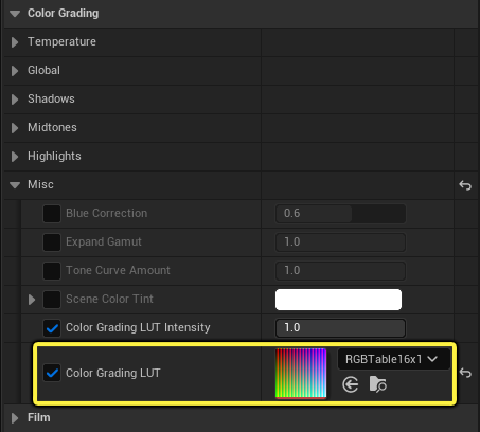 Color Grading
Temperature
Global
Shadows
Midtones
Highlights
Misc
Blue Correction 0.6
Expand Gamut 1.0
Tone Curve Amount 1.0
Scene Color Tint
Color Grading LUT Intensity 1.0
Color Grading LUT RGBTable16x1
Film